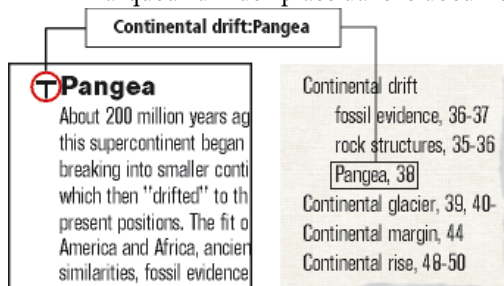 Continental drift:Pangea
Pangea
About 200 million years ag
this supercontinent began
breaking into smaller conti
which then "drifted" to th
present positions. The fit o
America and Africa, ancien
similarities, fossil evidence
Continental drift
fossil evidence, 36-37
rock structures, 35-36
Pangea, 38
Continental glacier, 39, 40-
Continental margin, 44
Continental rise, 48-50